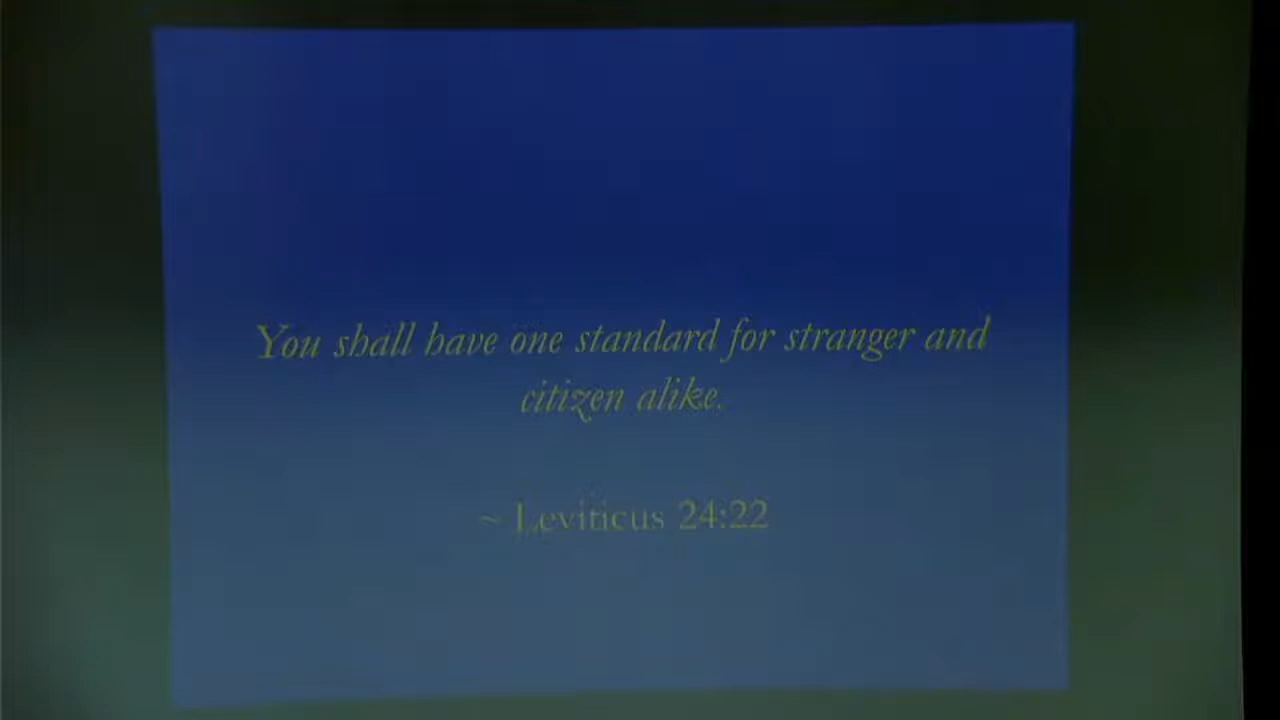 You shall have one standard for stranger and
citizen alike.
~ Leviticus 24:22